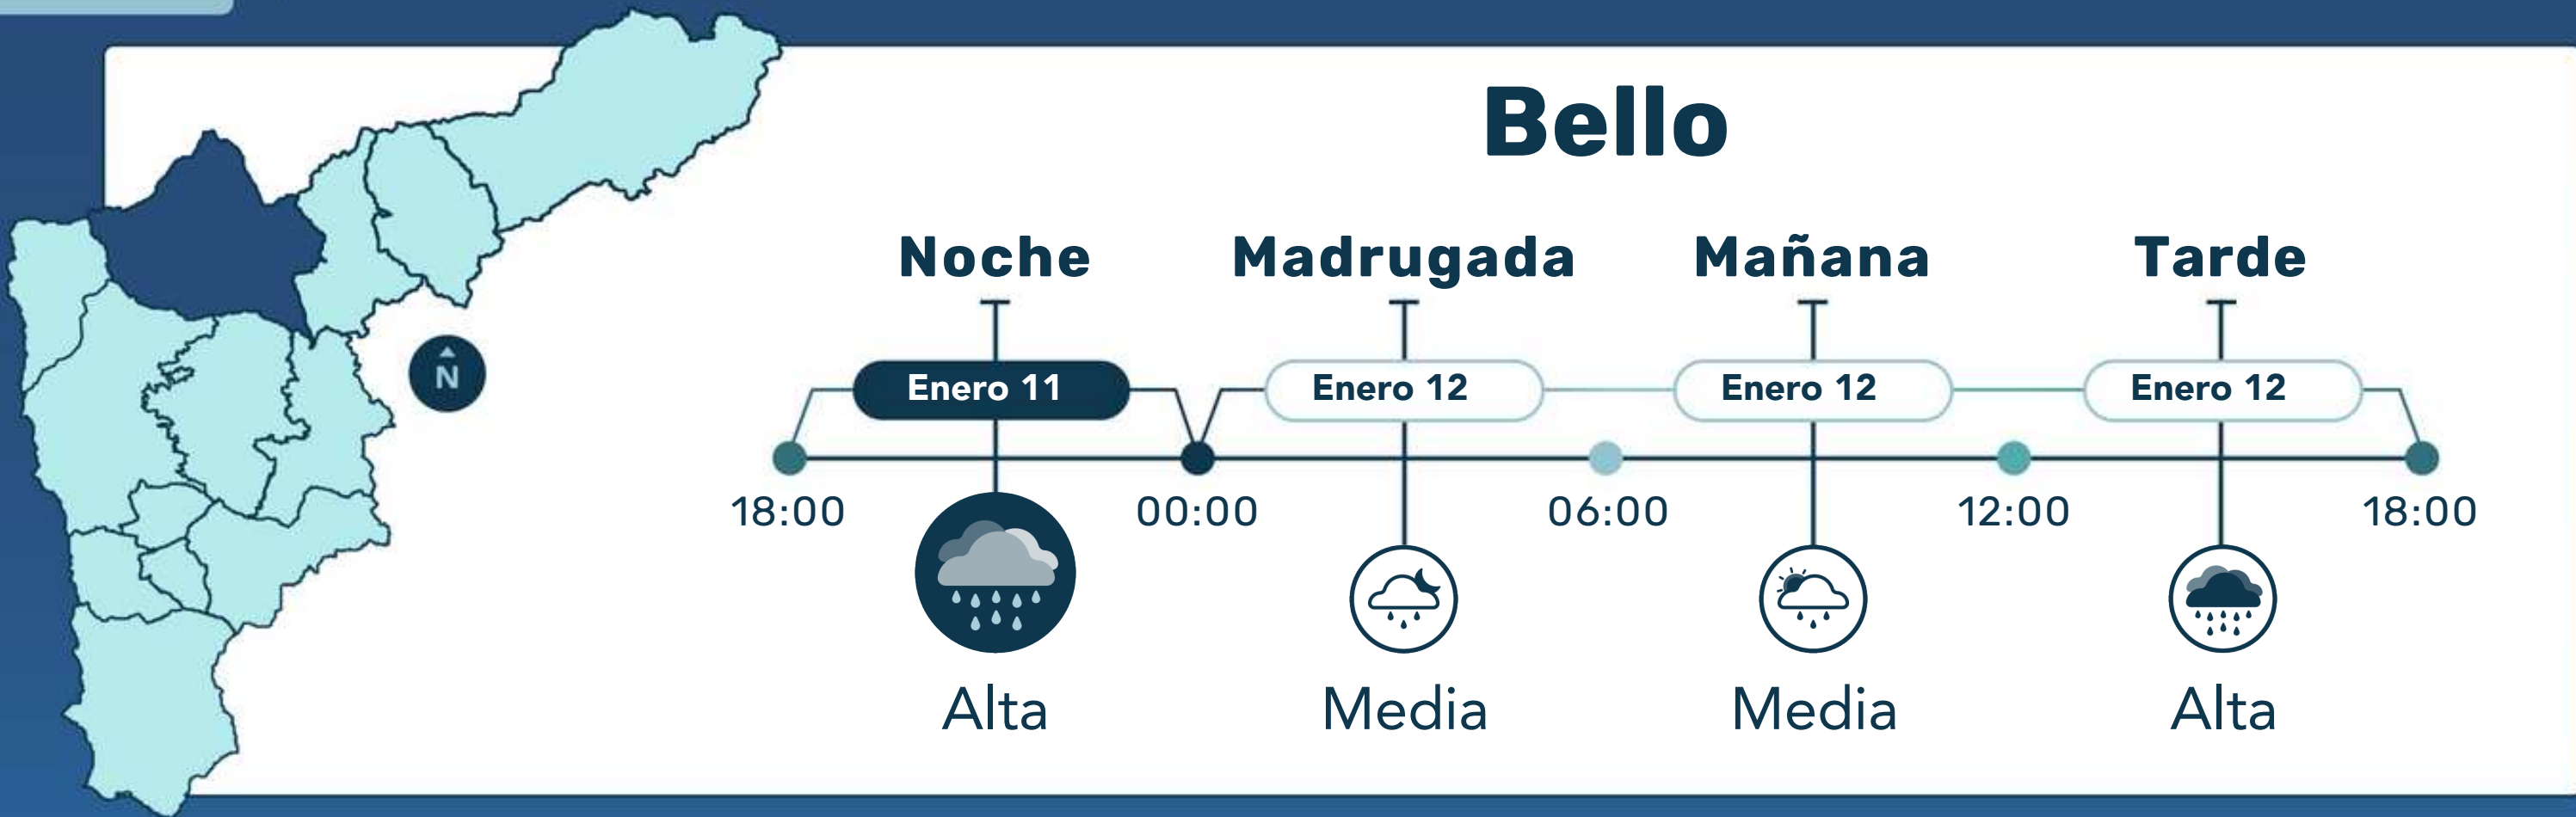 Bello
Noche Madrugada Mañana Tarde
Enero 11 Enero 12 Enero 12 Enero 12
N
18:00 00:00 06:00 12:00 18:00
Alta Media Media Alta